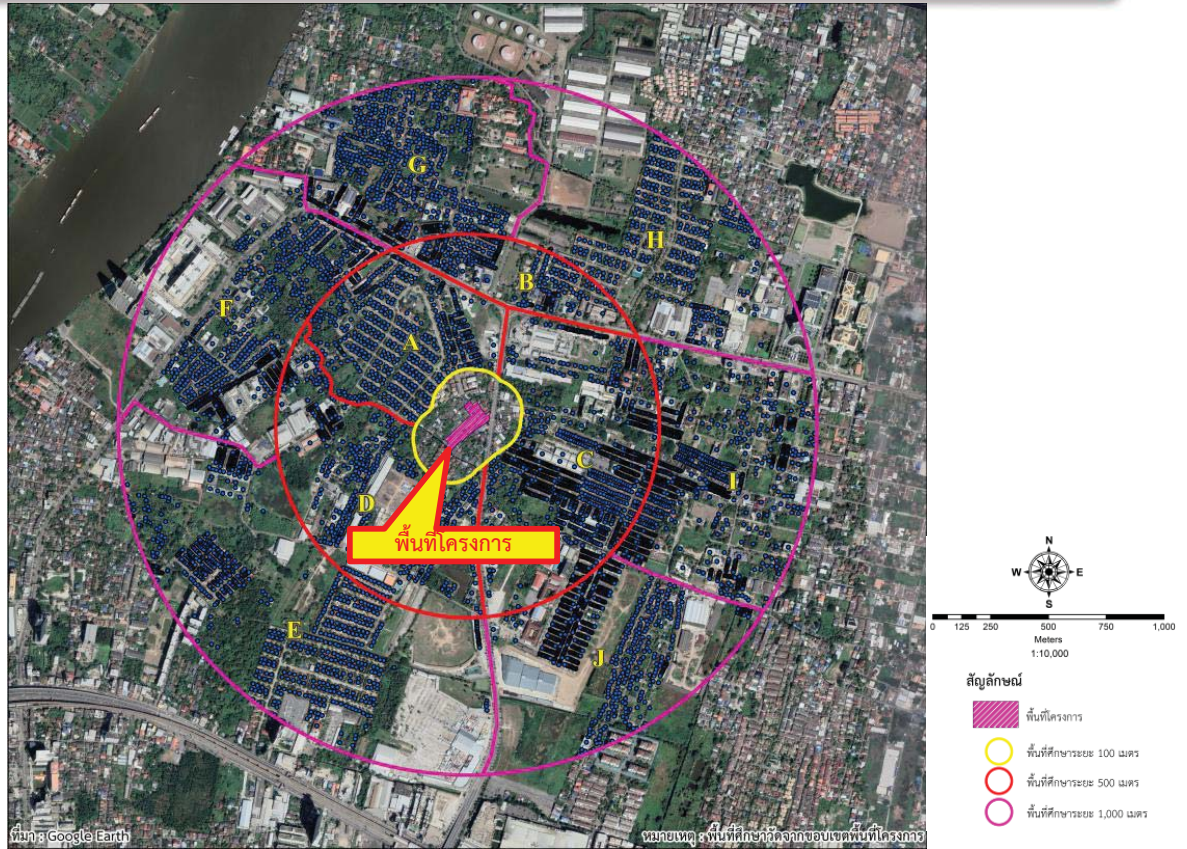 G
H
B
F
A
C
I
D
พื้นที่โครงการ
E
J
ที่มา : Google Earth
หมายเหตุ : พื้นที่ศึกษาวัดจากขอบเขตพื้นที่โครงการ
N
W E
S
0 125 250 500 750 1,000
Meters
1:10,000
สัญลักษณ์
พื้นที่โครงการ
พื้นที่ศึกษาระยะ 100 เมตร
พื้นที่ศึกษาระยะ 500 เมตร
พื้นที่ศึกษาระยะ 1,000 เมตร